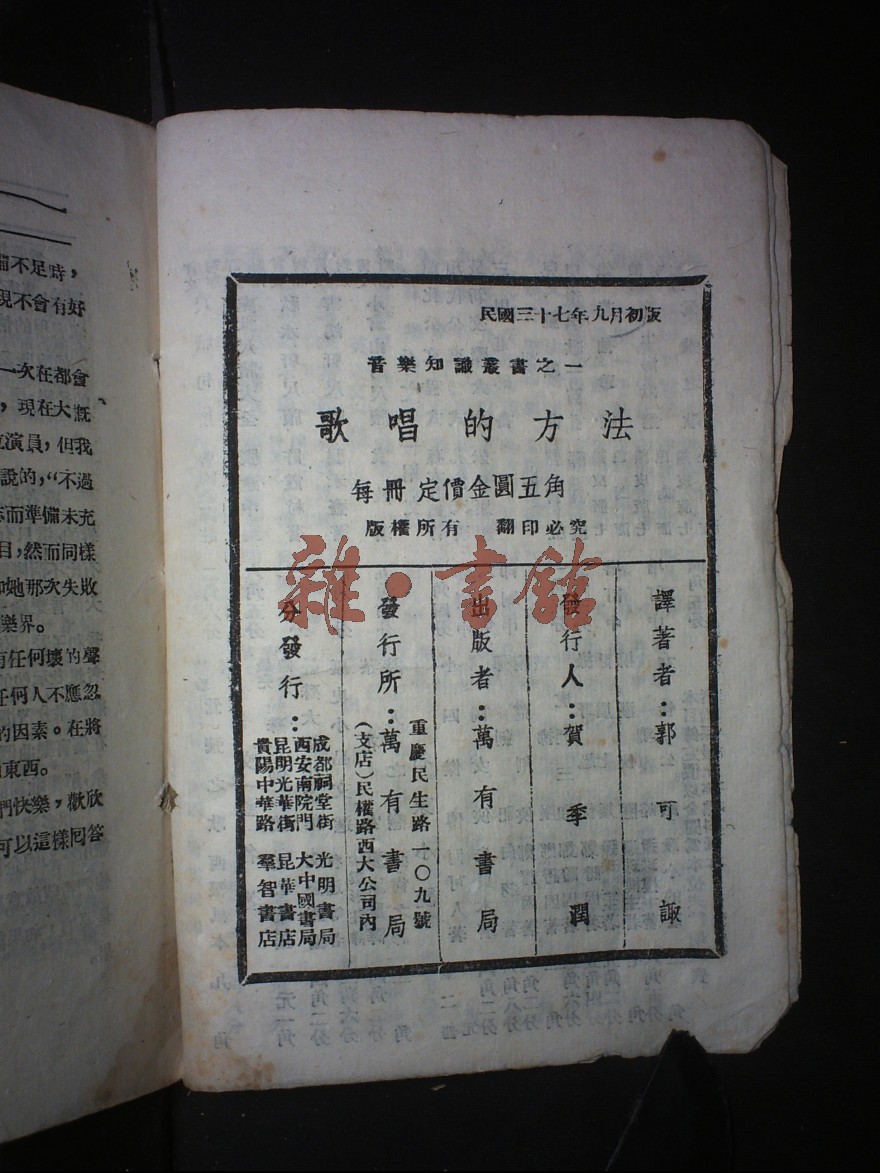 民國三十七年九月初版
音樂知識叢書之一
歌唱的方法
每冊定價金圓五角
版權所有 翻印必究
譯著者：郭可諏
發行人：賀季潤
出版者：萬有書局
發行所：萬有書局
重慶民生路一〇九號
（支店）民權路西大公司內
分發行：
成都祠堂街 光明書局
西安南院門 大中國書局
昆明光華街 昆華書店
貴陽中華路 羣智書店
雜·書館
不足時，
現不會有好
一次在都會
，現在大概
演員，但我
說的，“不過
而準備未充
目，然而同樣
她那次失敗
樂界。
有任何壞的聲
任何人不應忽
的因素。在將
東西。
們快樂，歡欣
可以這樣回答